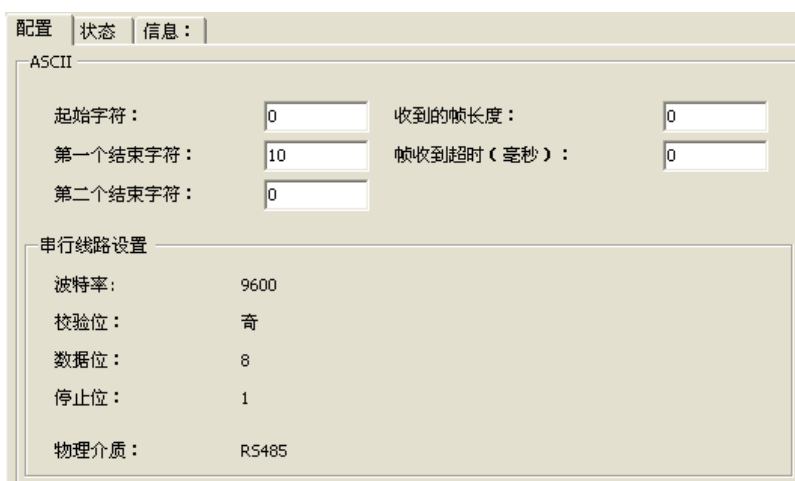 配置 状态 信息：
ASCII
起始字符： 0 收到的帧长度： 0
第一个结束字符： 10 帧收到超时（毫秒）： 0
第二个结束字符： 0
串行线路设置
波特率: 9600
校验位： 奇
数据位： 8
停止位： 1
物理介质： RS485